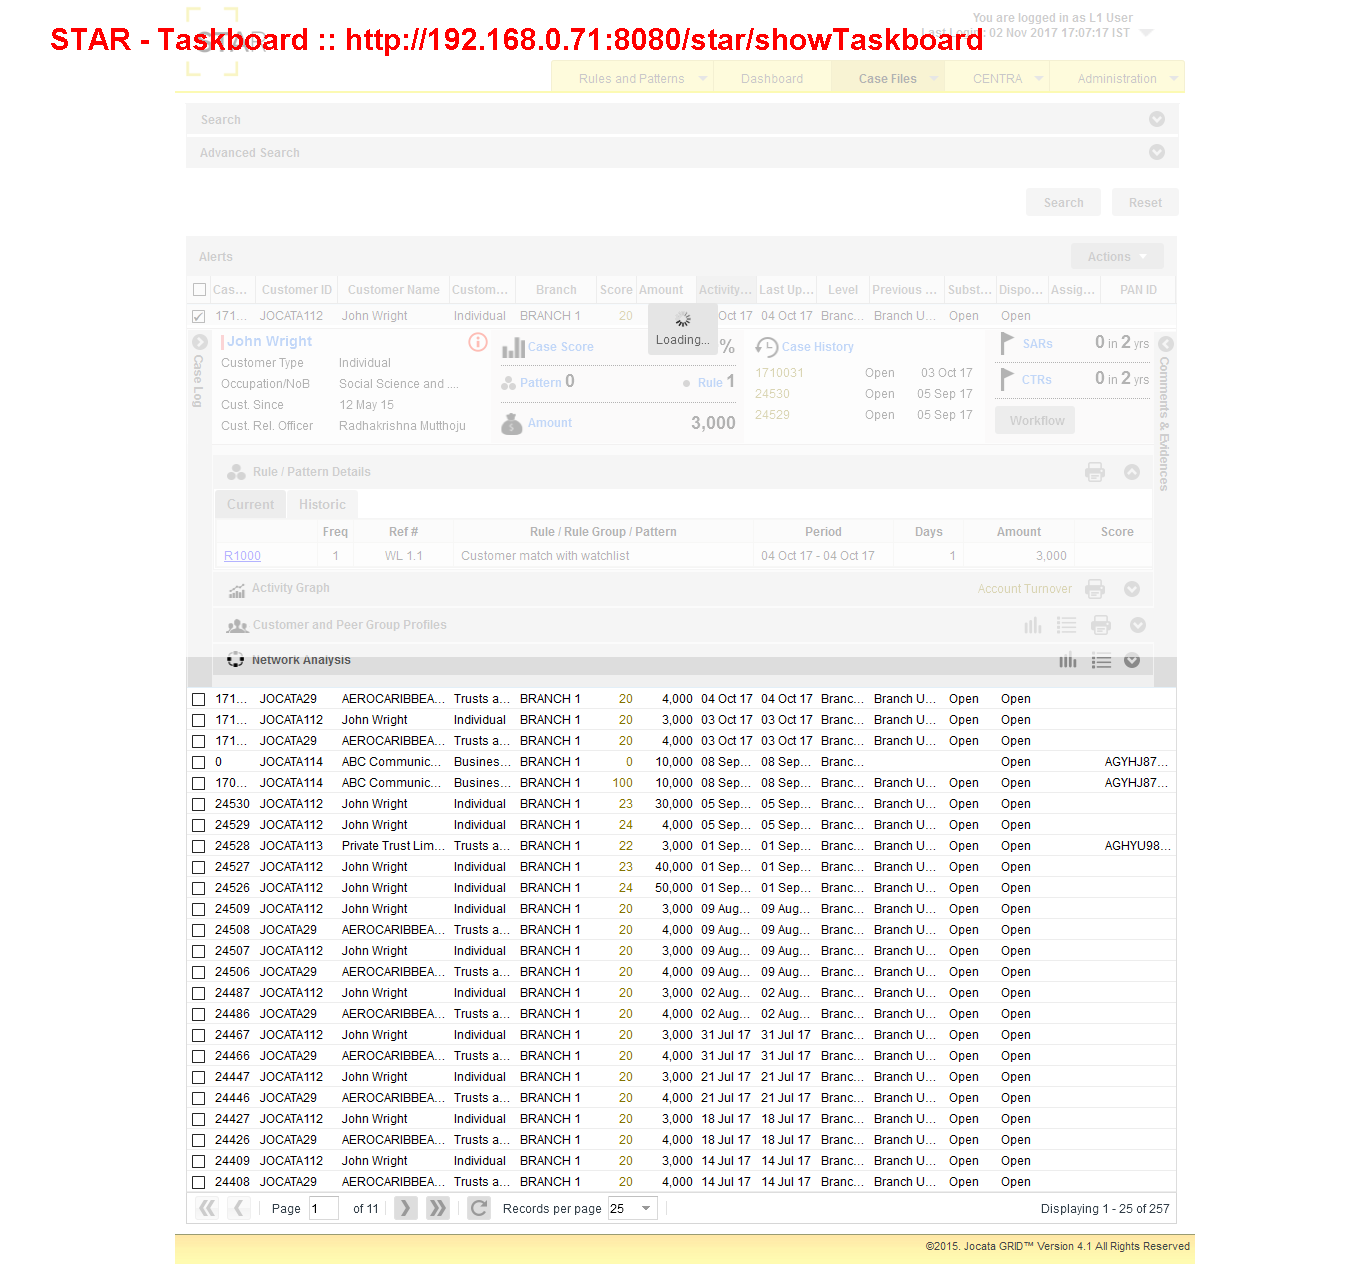 You are logged in as L1 User
STAR - Taskboard :: http://192.168.0.71:8080/star/showTaskboard
Last Login: 02 Nov 2017 17:07:17 IST
Rules and Patterns Dashboard Case Files CENTRA Administration
Search
Advanced Search
Search Reset
Alerts Actions
Cas... Customer ID Customer Name Custom... Branch Score Amount Activity... Last Up... Level Previous ... Subst... Dispo... Assig... PAN ID
171... JOCATA112 John Wright Individual BRANCH 1 20 Oct 17 04 Oct 17 Branc... Branch U... Open Open
Loading...
Case Log
John Wright
Customer Type Individual
Occupation/NoB Social Science and ....
Cust. Since 12 May 15
Cust. Rel. Officer Radhakrishna Mutthoju
Case Score %
Pattern 0 Rule 1
Amount 3,000
Case History
1710031 Open 03 Oct 17
24530 Open 05 Sep 17
24529 Open 05 Sep 17
SARs 0 in 2 yrs
CTRs 0 in 2 yrs
Workflow
Comments & Evidences
Rule / Pattern Details
Current Historic
Freq Ref # Rule / Rule Group / Pattern Period Days Amount Score
R1000 1 WL 1.1 Customer match with watchlist 04 Oct 17 - 04 Oct 17 1 3,000
Activity Graph Account Turnover
Customer and Peer Group Profiles
Network Analysis
171... JOCATA29 AEROCARIBBEA... Trusts a... BRANCH 1 20 4,000 04 Oct 17 04 Oct 17 Branc... Branch U... Open Open
171... JOCATA112 John Wright Individual BRANCH 1 20 3,000 03 Oct 17 03 Oct 17 Branc... Branch U... Open Open
171... JOCATA29 AEROCARIBBEA... Trusts a... BRANCH 1 20 4,000 03 Oct 17 03 Oct 17 Branc... Branch U... Open Open
0 JOCATA114 ABC Communic... Busines... BRANCH 1 0 10,000 08 Sep... 08 Sep... Branc... Open AGYHJ87...
170... JOCATA114 ABC Communic... Busines... BRANCH 1 100 10,000 08 Sep... 08 Sep... Branc... Branch U... Open Open AGYHJ87...
24530 JOCATA112 John Wright Individual BRANCH 1 23 30,000 05 Sep... 05 Sep... Branc... Branch U... Open Open
24529 JOCATA112 John Wright Individual BRANCH 1 24 4,000 05 Sep... 05 Sep... Branc... Branch U... Open Open
24528 JOCATA113 Private Trust Lim... Trusts a... BRANCH 1 22 3,000 01 Sep... 01 Sep... Branc... Branch U... Open Open AGHYU98...
24527 JOCATA112 John Wright Individual BRANCH 1 23 40,000 01 Sep... 01 Sep... Branc... Branch U... Open Open
24526 JOCATA112 John Wright Individual BRANCH 1 24 50,000 01 Sep... 01 Sep... Branc... Branch U... Open Open
24509 JOCATA112 John Wright Individual BRANCH 1 20 3,000 09 Aug... 09 Aug... Branc... Branch U... Open Open
24508 JOCATA29 AEROCARIBBEA... Trusts a... BRANCH 1 20 4,000 09 Aug... 09 Aug... Branc... Branch U... Open Open
24507 JOCATA112 John Wright Individual BRANCH 1 20 3,000 09 Aug... 09 Aug... Branc... Branch U... Open Open
24506 JOCATA29 AEROCARIBBEA... Trusts a... BRANCH 1 20 4,000 09 Aug... 09 Aug... Branc... Branch U... Open Open
24487 JOCATA112 John Wright Individual BRANCH 1 20 3,000 02 Aug... 02 Aug... Branc... Branch U... Open Open
24486 JOCATA29 AEROCARIBBEA... Trusts a... BRANCH 1 20 4,000 02 Aug... 02 Aug... Branc... Branch U... Open Open
24467 JOCATA112 John Wright Individual BRANCH 1 20 3,000 31 Jul 17 31 Jul 17 Branc... Branch U... Open Open
24466 JOCATA29 AEROCARIBBEA... Trusts a... BRANCH 1 20 4,000 31 Jul 17 31 Jul 17 Branc... Branch U... Open Open
24447 JOCATA112 John Wright Individual BRANCH 1 20 3,000 21 Jul 17 21 Jul 17 Branc... Branch U... Open Open
24446 JOCATA29 AEROCARIBBEA... Trusts a... BRANCH 1 20 4,000 21 Jul 17 21 Jul 17 Branc... Branch U... Open Open
24427 JOCATA112 John Wright Individual BRANCH 1 20 3,000 18 Jul 17 18 Jul 17 Branc... Branch U... Open Open
24426 JOCATA29 AEROCARIBBEA... Trusts a... BRANCH 1 20 4,000 18 Jul 17 18 Jul 17 Branc... Branch U... Open Open
24409 JOCATA112 John Wright Individual BRANCH 1 20 3,000 14 Jul 17 14 Jul 17 Branc... Branch U... Open Open
24408 JOCATA29 AEROCARIBBEA... Trusts a... BRANCH 1 20 4,000 14 Jul 17 14 Jul 17 Branc... Branch U... Open Open
Page 1 of 11 Records per page 25 Displaying 1 - 25 of 257
©2015. Jocata GRID™ Version 4.1 All Rights Reserved